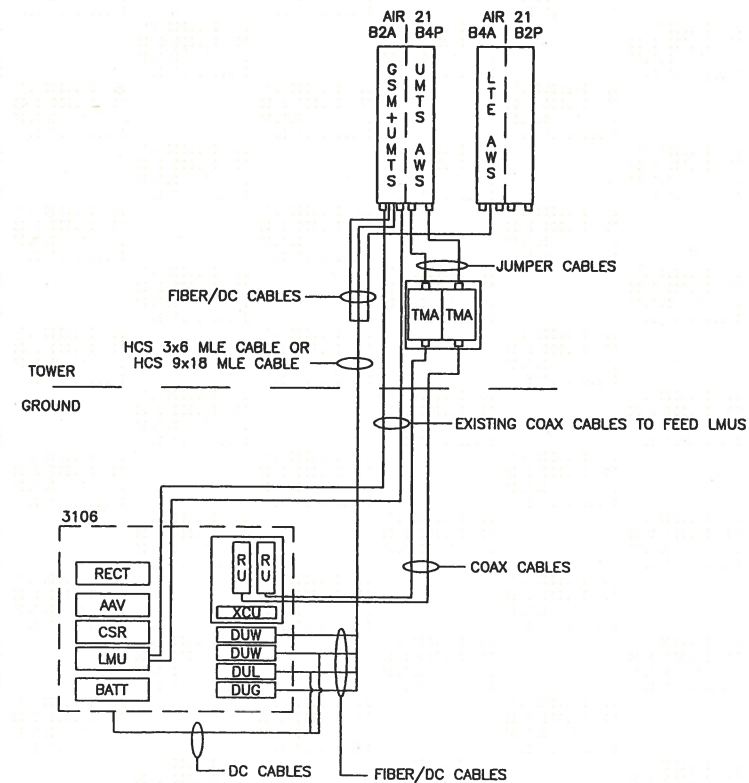 AIR 21
B2A B4P
AIR 21
B4A B2P
GSM+UMTS
UMTS AWS
LTE AWS
JUMPER CABLES
FIBER/DC CABLES
TMA TMA
HCS 3x6 MLE CABLE OR
HCS 9x18 MLE CABLE
TOWER
GROUND
EXISTING COAX CABLES TO FEED LMUS
3106
COAX CABLES
RECT
AAV
CSR
LMU
BATT
RU
RU
XCU
DUW
DUW
DUL
DUG
DC CABLES
FIBER/DC CABLES